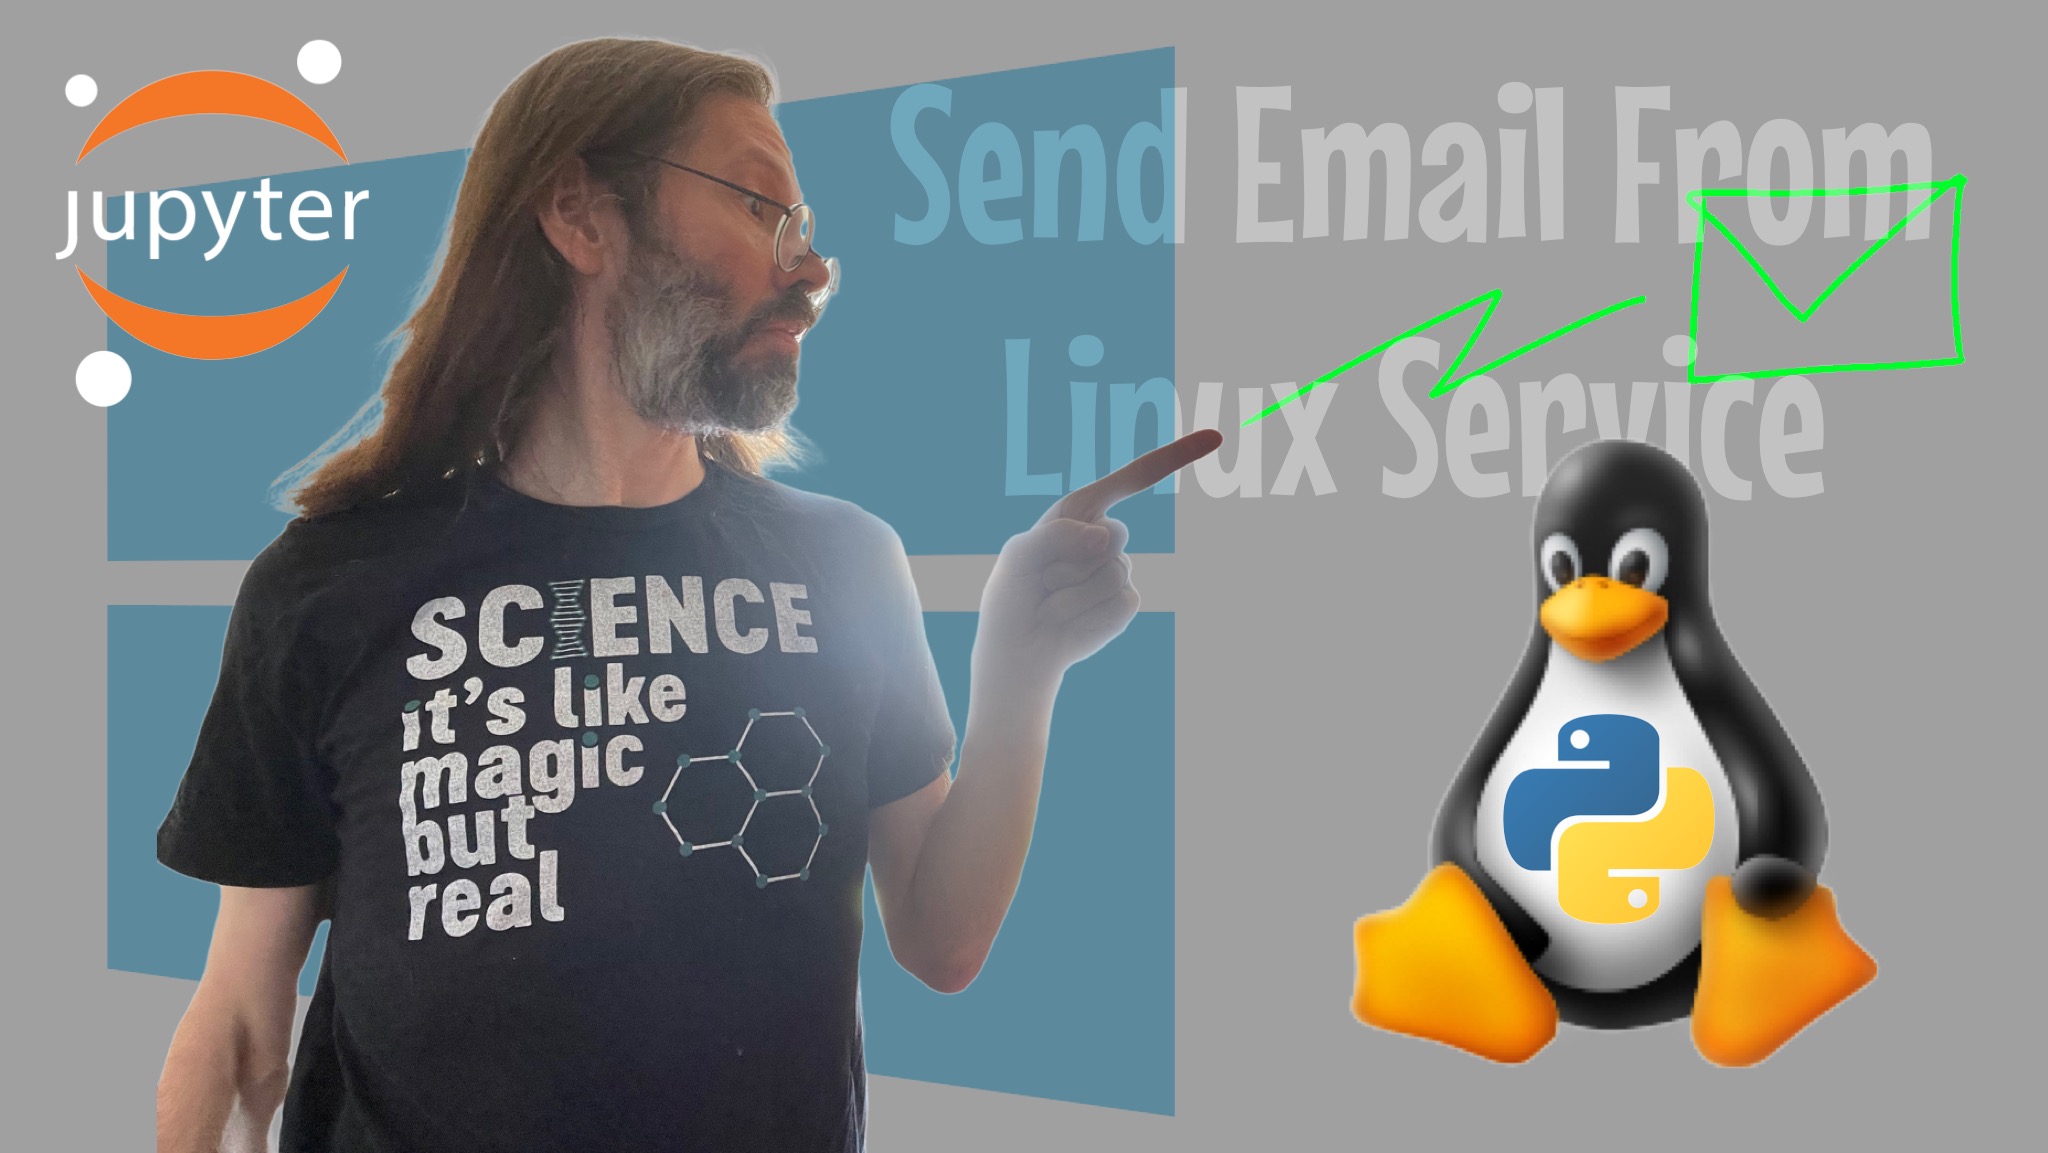 jupyter
Send Email From
Linux Service
SCIENCE
it's like
magic
but
real